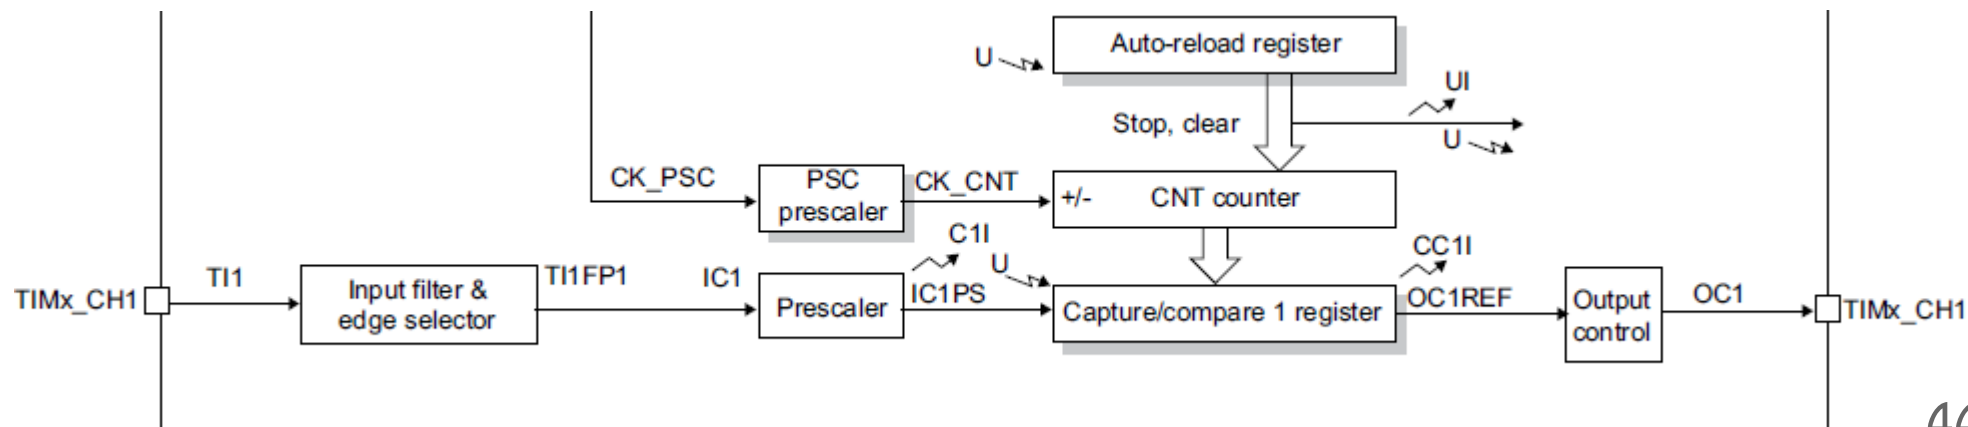 Auto-reload register
U
UI
Stop, clear
U
CK_PSC
PSC
prescaler
CK_CNT
+/- CNT counter
C1I
U
CC1I
TIMx_CH1
TI1
Input filter &
edge selector
TI1FP1
IC1
Prescaler
IC1PS
Capture/compare 1 register
OC1REF
Output
control
OC1
TIMx_CH1